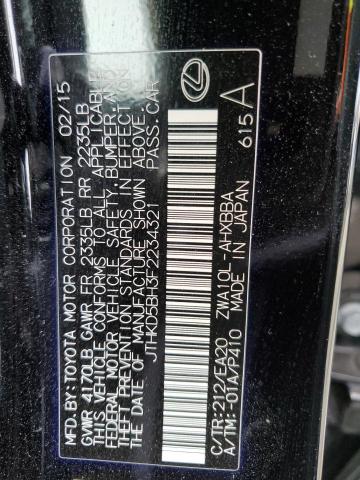 MFD.BY:TOYOTA MOTOR CORPORATION 02/15
GVWR 4170LB GAWR FR 2335LB RR 2235LB
THIS VEHICLE CONFORMS TO ALL APPLICABLE
FEDERAL MOTOR VEHICLE SAFETY, BUMPER, AND
THEFT PREVENTION STANDARDS IN EFFECT ON
THE DATE OF MANUFACTURE SHOWN ABOVE.
JTHKD5BH3F2234321 PASS.CAR
C/TR:212/EA20 ZWA10L-AHXBBA
A/TM:-01A/P410 MADE IN JAPAN 615A